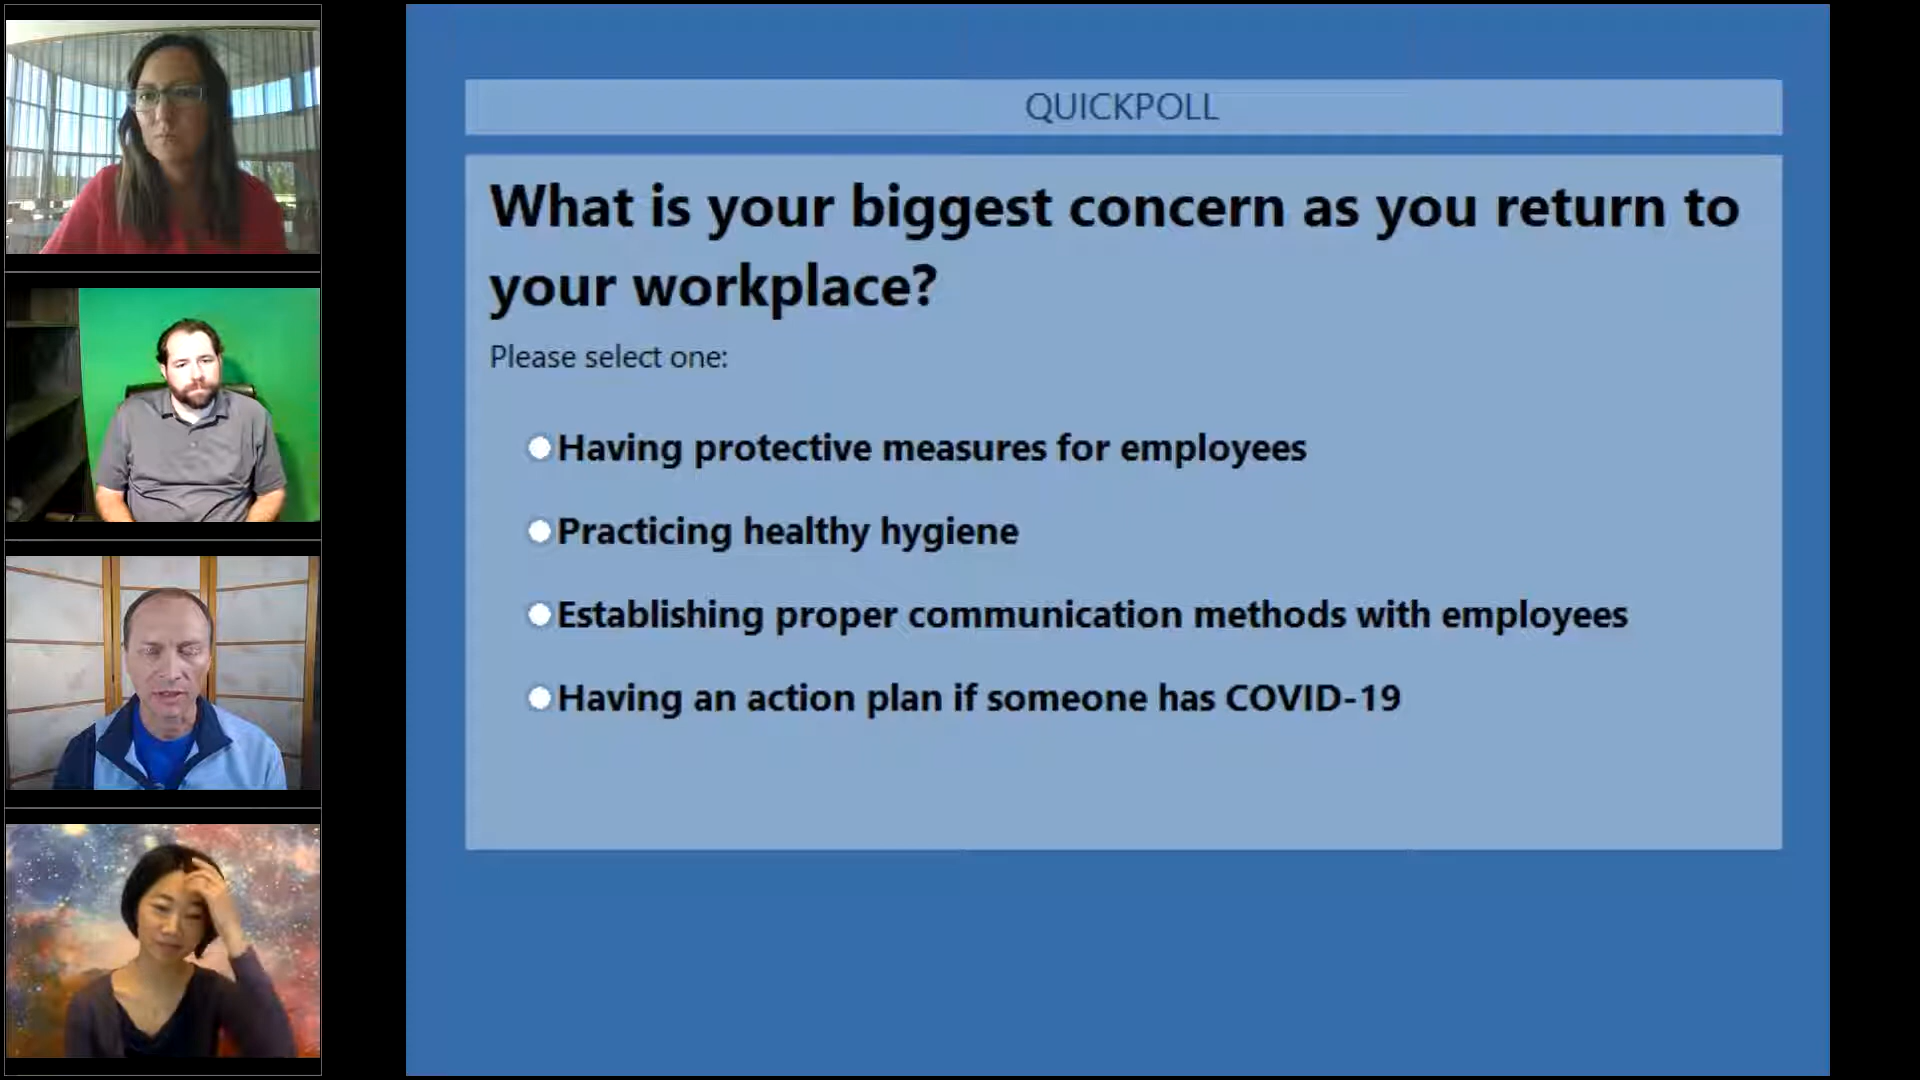 QUICKPOLL
What is your biggest concern as you return to
your workplace?
Please select one:
Having protective measures for employees
Practicing healthy hygiene
Establishing proper communication methods with employees
Having an action plan if someone has COVID-19